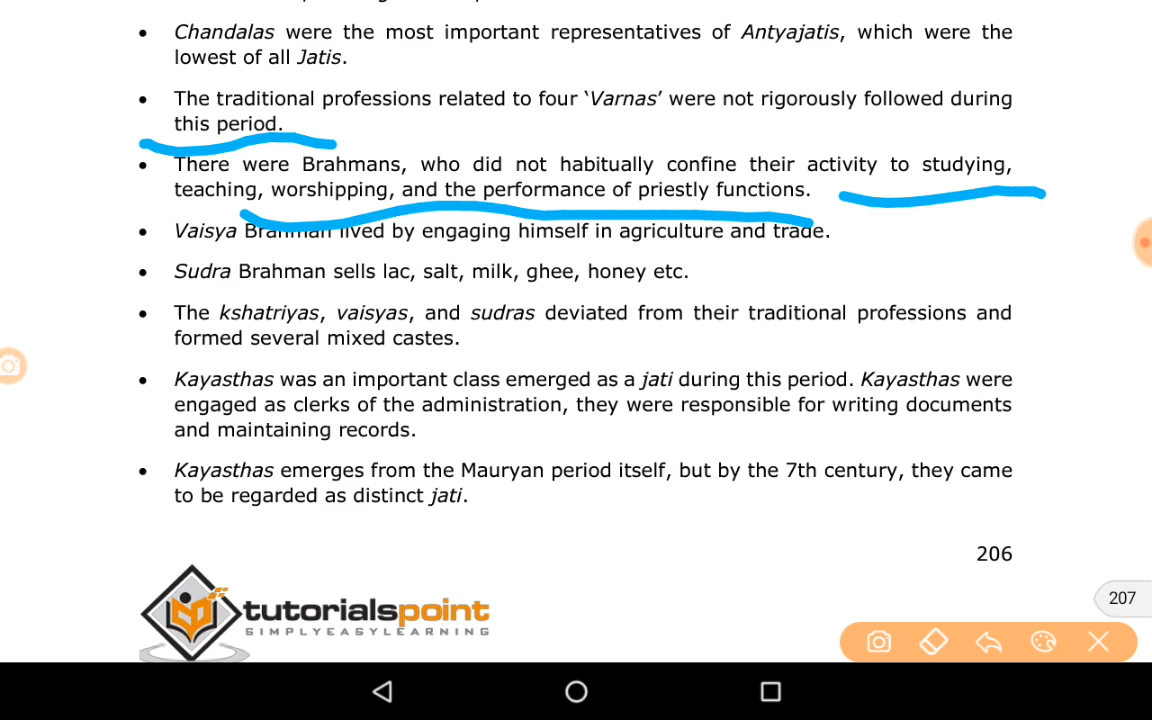 • Chandalas were the most important representatives of Antyajatis, which were the
lowest of all Jatis.
• The traditional professions related to four ‘Varnas’ were not rigorously followed during
this period.
• There were Brahmans, who did not habitually confine their activity to studying,
teaching, worshipping, and the performance of priestly functions.
• Vaisya Brahman lived by engaging himself in agriculture and trade.
• Sudra Brahman sells lac, salt, milk, ghee, honey etc.
• The kshatriyas, vaisyas, and sudras deviated from their traditional professions and
formed several mixed castes.
• Kayasthas was an important class emerged as a jati during this period. Kayasthas were
engaged as clerks of the administration, they were responsible for writing documents
and maintaining records.
• Kayasthas emerges from the Mauryan period itself, but by the 7th century, they came
to be regarded as distinct jati.
206
207
tutorialspoint
SIMPLYEASYLEARNING